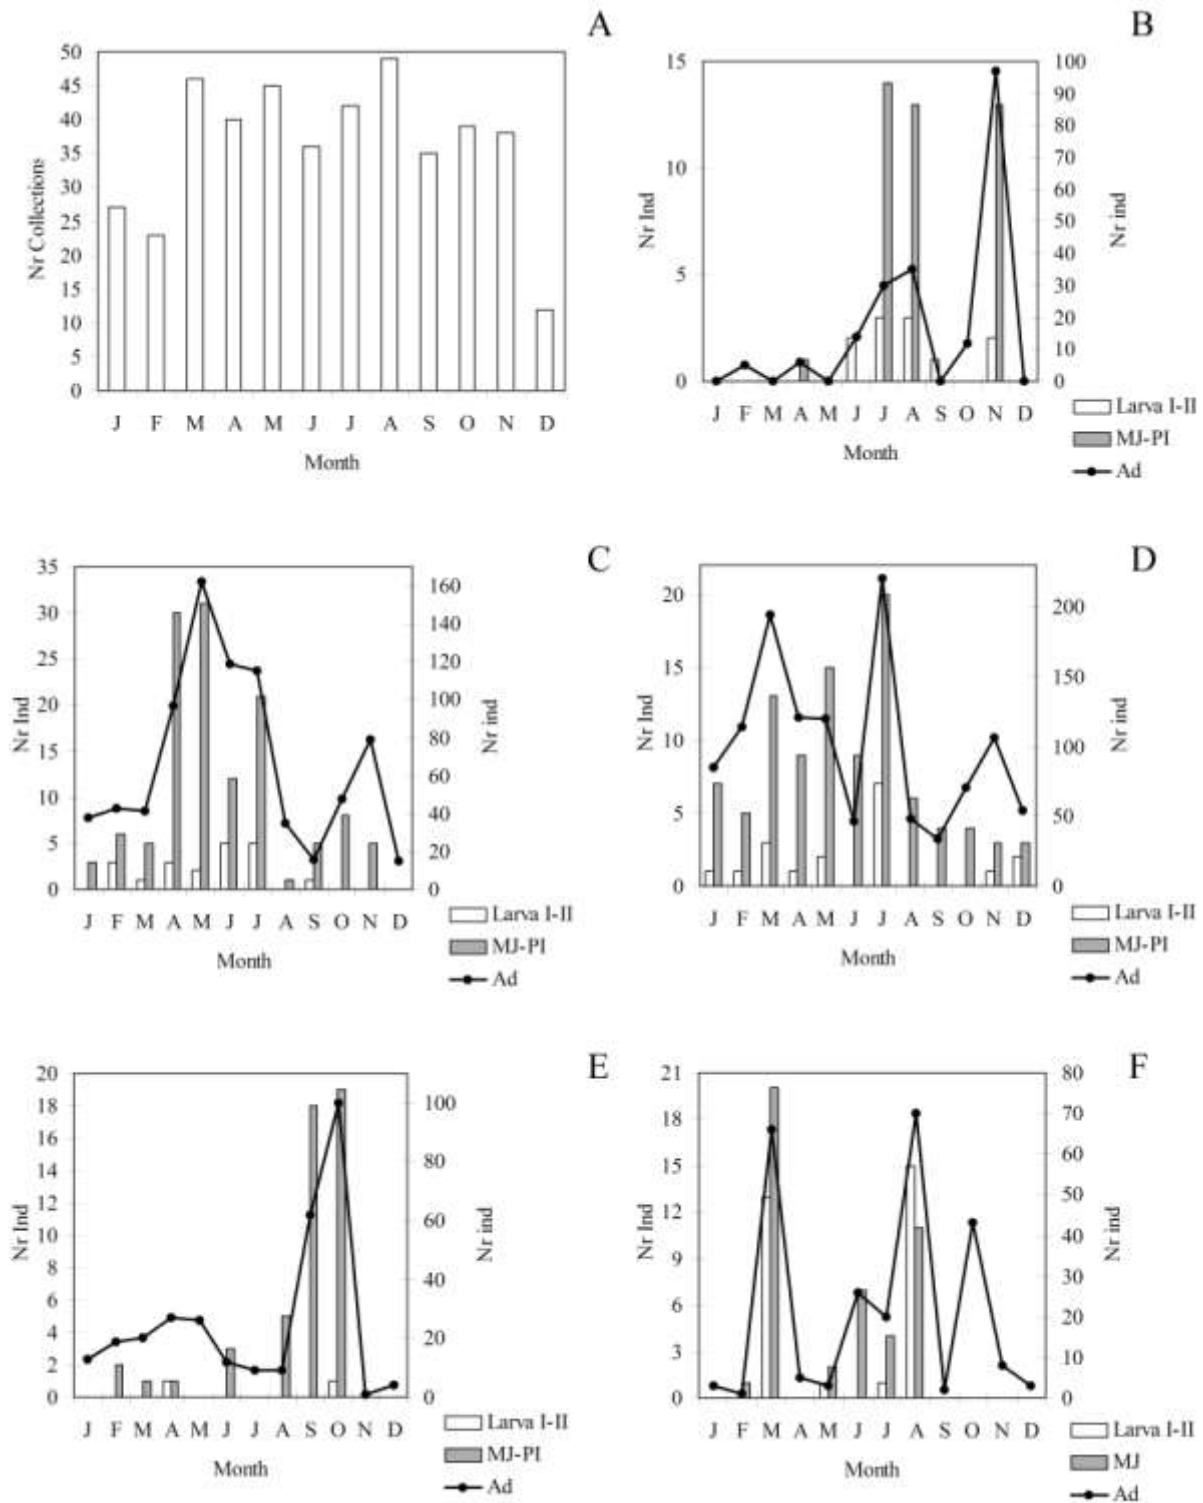 A
50
45
40
35
30
25
20
15
10
5
0
Nr Collections
J F M A M J J A S O N D
Month
B
15
10
5
0
Nr Ind
100
90
80
70
60
50
40
30
20
10
0
Nr ind
J F M A M J J A S O N D
Month
Larva I-II
MJ-PI
Ad
C
35
30
25
20
15
10
5
0
Nr Ind
160
140
120
100
80
60
40
20
0
Nr ind
J F M A M J J A S O N D
Month
Larva I-II
MJ-PI
Ad
D
20
15
10
5
0
Nr Ind
200
150
100
50
0
Nr ind
J F M A M J J A S O N D
Month
Larva I-II
MJ-PI
Ad
E
20
18
16
14
12
10
8
6
4
2
0
Nr Ind
100
80
60
40
20
0
Nr ind
J F M A M J J A S O N D
Month
Larva I-II
MJ-PI
Ad
F
21
18
15
12
9
6
3
0
Nr Ind
80
70
60
50
40
30
20
10
0
Nr ind
J F M A M J J A S O N D
Month
Larva I-II
MJ
Ad